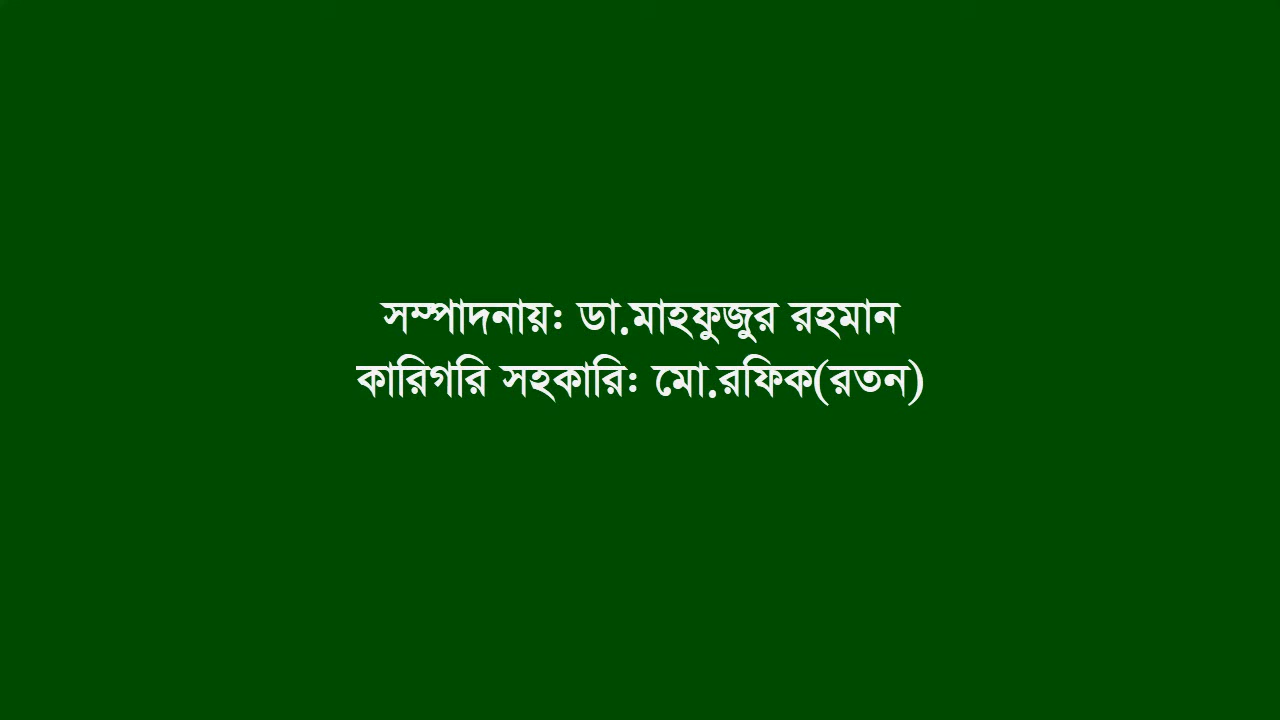 সম্পাদনায়: ডা.মাহফুজুর রহমান
কারিগরি সহকারি: মো.রফিক(রতন)